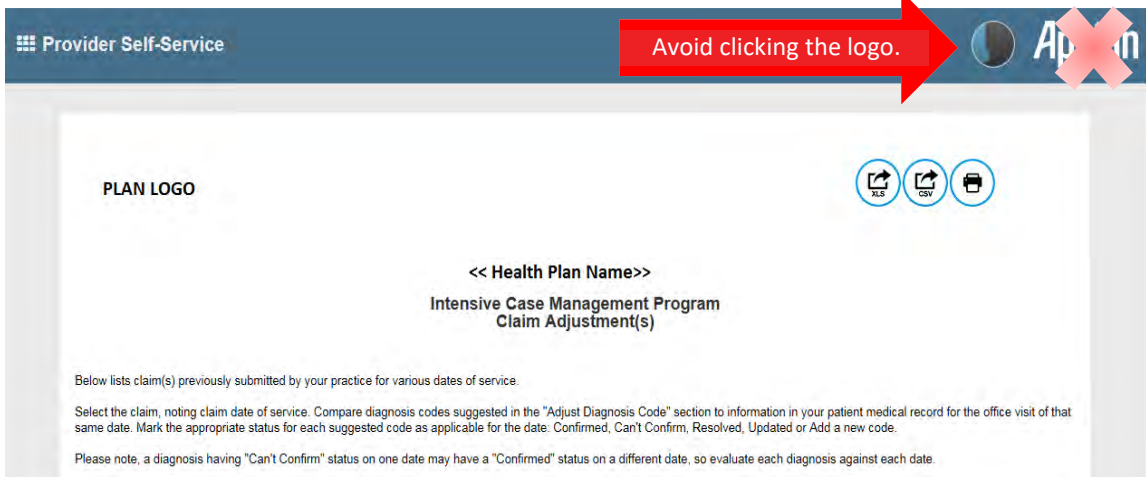 Provider Self-Service
Avoid clicking the logo.
PLAN LOGO
XLS
CSV
<< Health Plan Name>>
Intensive Case Management Program
Claim Adjustment(s)
Below lists claim(s) previously submitted by your practice for various dates of service.
Select the claim, noting claim date of service. Compare diagnosis codes suggested in the "Adjust Diagnosis Code" section to information in your patient medical record for the office visit of that
same date. Mark the appropriate status for each suggested code as applicable for the date: Confirmed, Can't Confirm, Resolved, Updated or Add a new code.
Please note, a diagnosis having "Can't Confirm" status on one date may have a "Confirmed" status on a different date, so evaluate each diagnosis against each date.